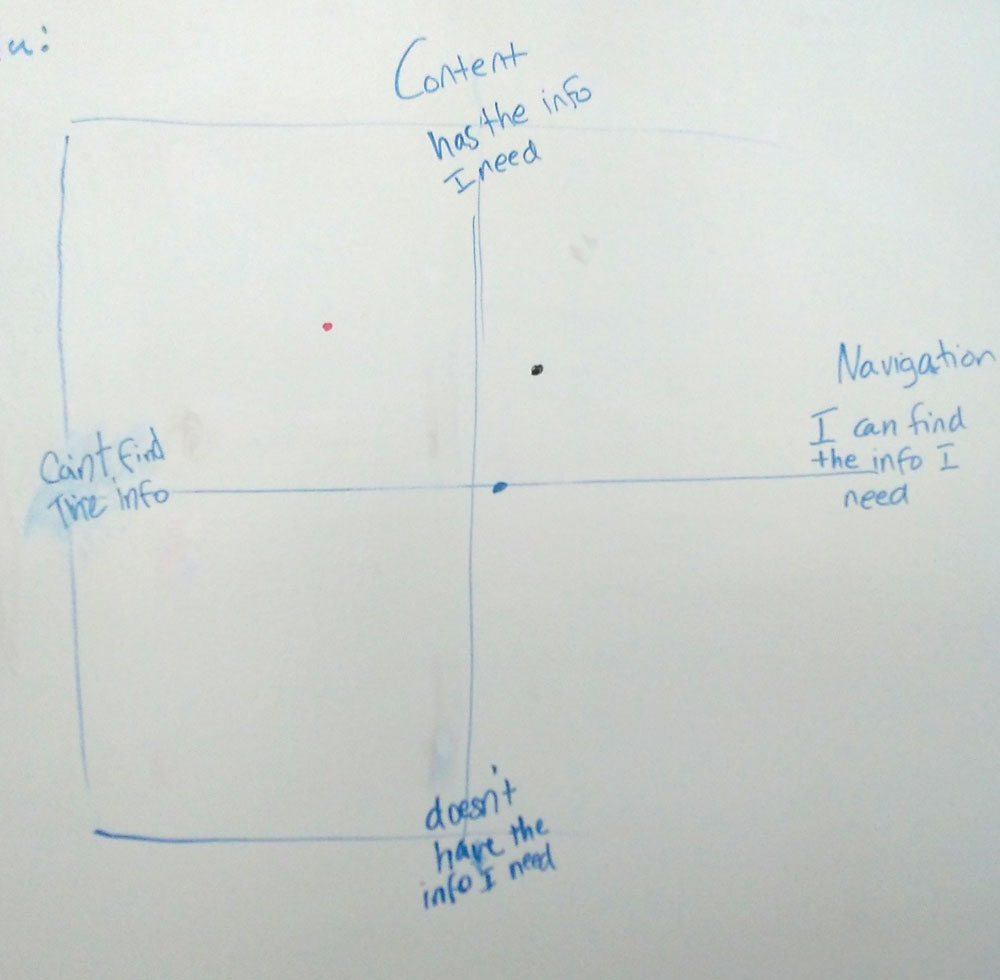 u:
Content
has the info
I need
Navigation
I can find
the info I
need
Can't find
The info
doesn't
have the
info I need